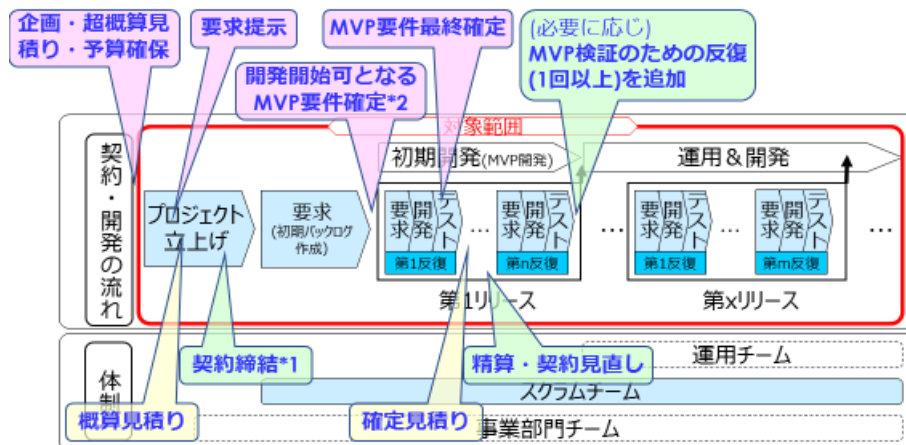 企画・超概算見
積り・予算確保
要求提示
MVP要件最終確定
(必要に応じ)
MVP検証のための反復
(1回以上)を追加
開発開始可となる
MVP要件確定*2
対象範囲
契約・開発の流れ
初期開発(MVP開発)
運用&開発
プロジェクト
立上げ
要求
(初期バックログ
作成)
要求
開発
テスト
…
要求
開発
テスト
…
要求
開発
テスト
…
要求
開発
テスト
…
第1反復
第n反復
第1反復
第m反復
第1リリース
第xリリース
契約締結*1
精算・契約見直し
運用チーム
体制
スクラムチーム
概算見積り
確定見積り
事業部門チーム